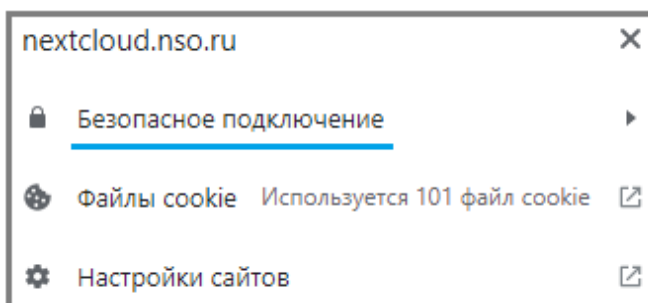 nextcloud.nso.ru
Безопасное подключение
Файлы cookie Используется 101 файл cookie
Настройки сайтов